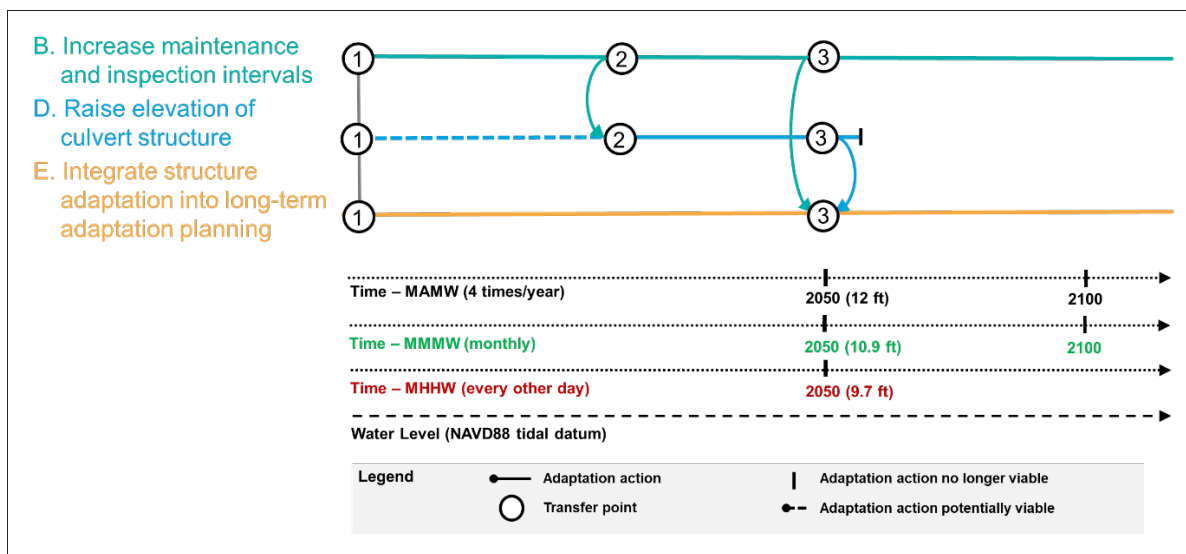 B. Increase maintenance
and inspection intervals
D. Raise elevation of
culvert structure
E. Integrate structure
adaptation into long-term
adaptation planning
1
2
3
1
2
3
1
3
Time – MAMW (4 times/year)
2050 (12 ft)
2100
Time – MMMW (monthly)
2050 (10.9 ft)
2100
Time – MHHW (every other day)
2050 (9.7 ft)
Water Level (NAVD88 tidal datum)
Legend
Adaptation action
Adaptation action no longer viable
Transfer point
Adaptation action potentially viable